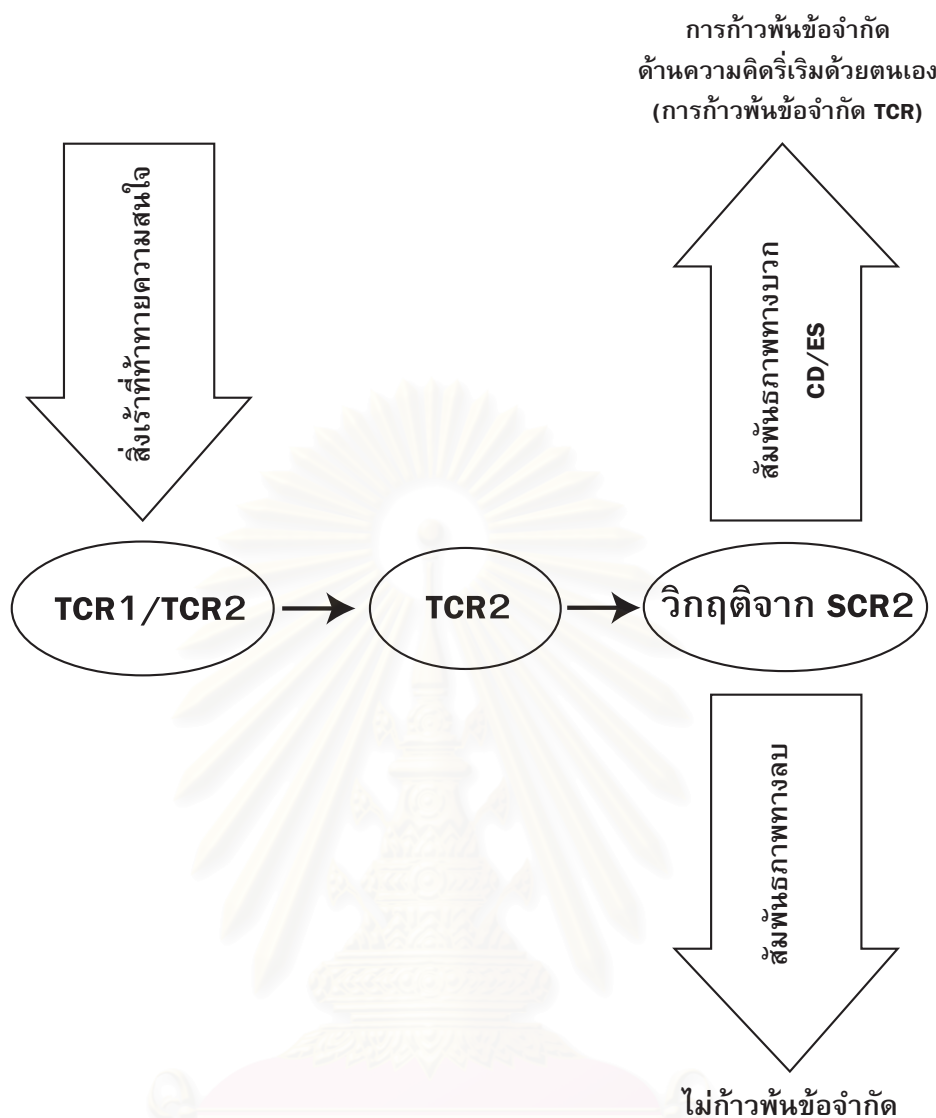 การก้าวพ้นข้อจำกัด
ด้านความคิดริ่เริมด้วยตนเอง
(การก้าวพ้นข้อจำกัด TCR)
สิ่งเร้าที่ท้าทายความสนใจ
สัมพันธภาพทางบวก
CD/ES
TCR1/TCR2
TCR2
วิกฤติจาก SCR2
สัมพันธภาพทางลบ
ไม่ก้าวพ้นข้อจำกัด